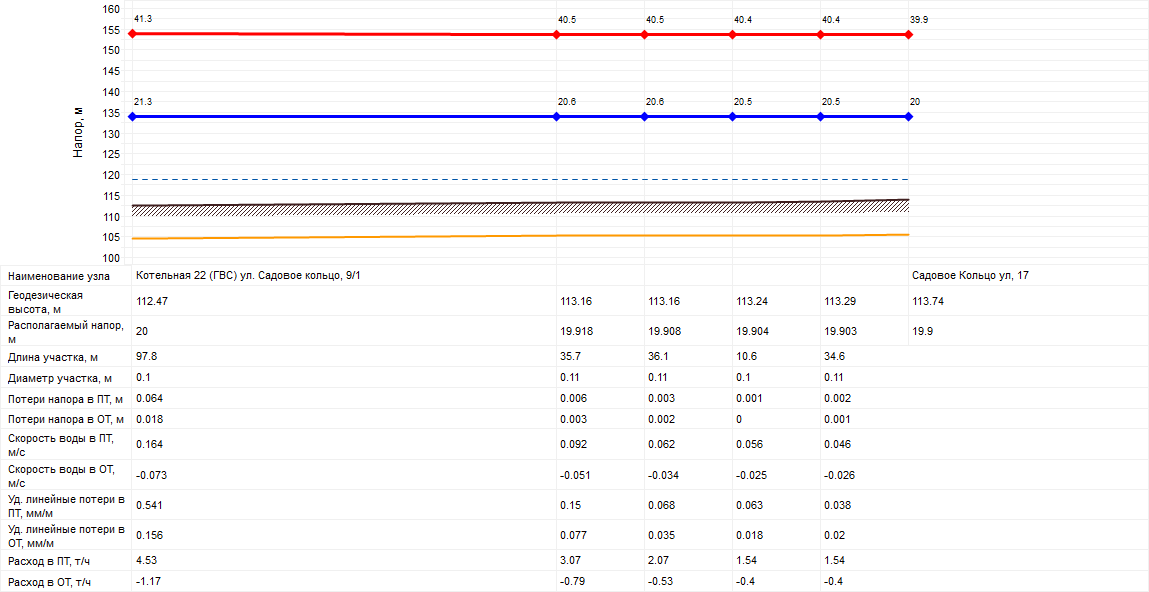 160
155
150
145
140
135
130
125
120
115
110
105
100
Напор, м
41.3 40.5 40.5 40.4 40.4 39.9
21.3 20.6 20.6 20.5 20.5 20
Наименование узла Котельная 22 (ГВС) ул. Садовое кольцо, 9/1 Садовое Кольцо ул, 17
Геодезическая
высота, м 112.47 113.16 113.16 113.24 113.29 113.74
Располагаемый напор,
м 20 19.918 19.908 19.904 19.903 19.9
Длина участка, м 97.8 35.7 36.1 10.6 34.6
Диаметр участка, м 0.1 0.11 0.11 0.1 0.11
Потери напора в ПТ, м 0.064 0.006 0.003 0.001 0.002
Потери напора в ОТ, м 0.018 0.003 0.002 0 0.001
Скорость воды в ПТ,
м/с 0.164 0.092 0.062 0.056 0.046
Скорость воды в ОТ,
м/с -0.073 -0.051 -0.034 -0.025 -0.026
Уд. линейные потери в
ПТ, мм/м 0.541 0.15 0.068 0.063 0.038
Уд. линейные потери в
ОТ, мм/м 0.156 0.077 0.035 0.018 0.02
Расход в ПТ, т/ч 4.53 3.07 2.07 1.54 1.54
Расход в ОТ, т/ч -1.17 -0.79 -0.53 -0.4 -0.4